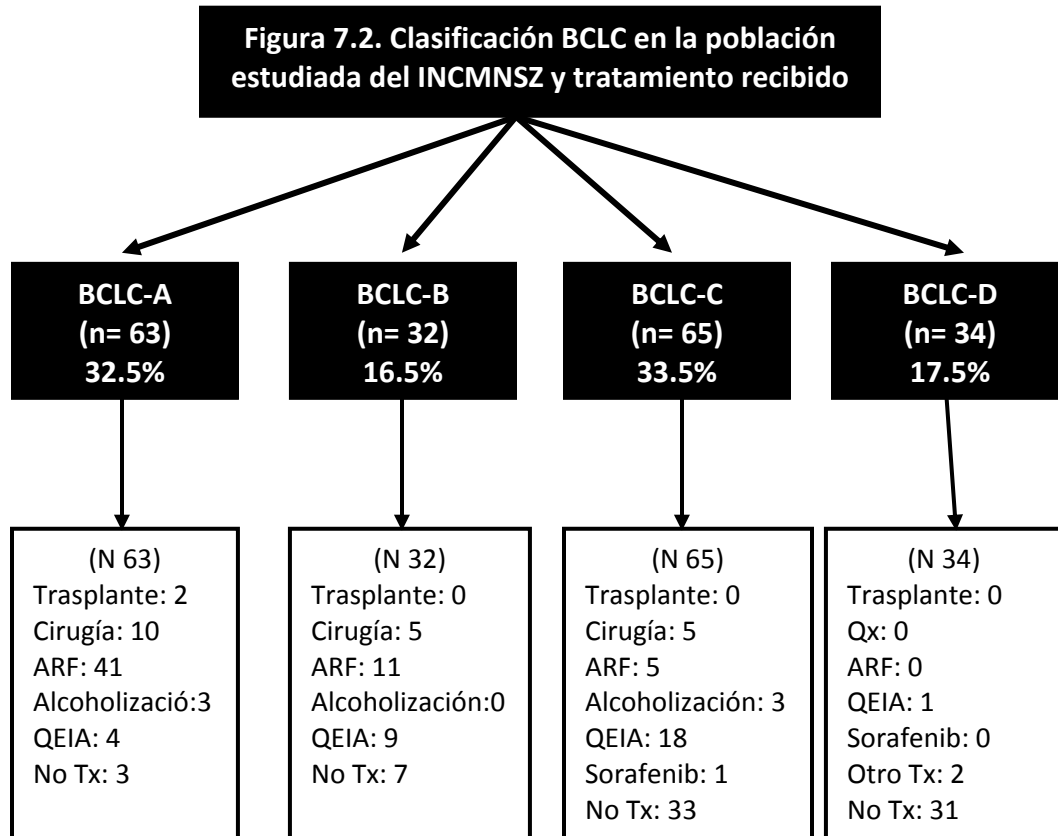 Figura 7.2. Clasificación BCLC en la población
estudiada del INCMNSZ y tratamiento recibido
BCLC-A
(n= 63)
32.5%
BCLC-B
(n= 32)
16.5%
BCLC-C
(n= 65)
33.5%
BCLC-D
(n= 34)
17.5%
(N 63)
Trasplante: 2
Cirugía: 10
ARF: 41
Alcoholizació:3
QEIA: 4
No Tx: 3
(N 32)
Trasplante: 0
Cirugía: 5
ARF: 11
Alcoholización:0
QEIA: 9
No Tx: 7
(N 65)
Trasplante: 0
Cirugía: 5
ARF: 5
Alcoholización: 3
QEIA: 18
Sorafenib: 1
No Tx: 33
(N 34)
Trasplante: 0
Qx: 0
ARF: 0
QEIA: 1
Sorafenib: 0
Otro Tx: 2
No Tx: 31